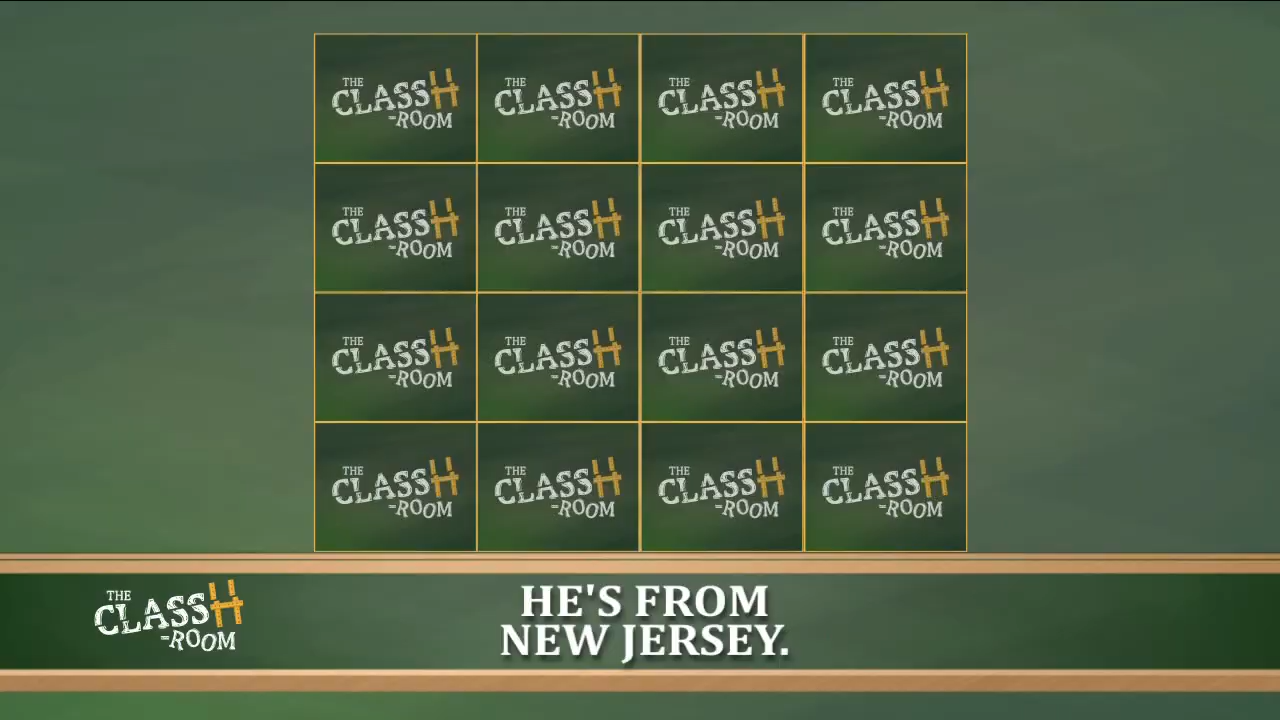 THE THE THE THE
CLASSH CLASSH CLASSH CLASSH
-ROOM -ROOM -ROOM -ROOM
THE THE THE THE
CLASSH CLASSH CLASSH CLASSH
-ROOM -ROOM -ROOM -ROOM
THE THE THE THE
CLASSH CLASSH CLASSH CLASSH
-ROOM -ROOM -ROOM -ROOM
THE THE THE THE
CLASSH CLASSH CLASSH CLASSH
-ROOM -ROOM -ROOM -ROOM
THE
CLASSH
-ROOM
HE'S FROM
NEW JERSEY.